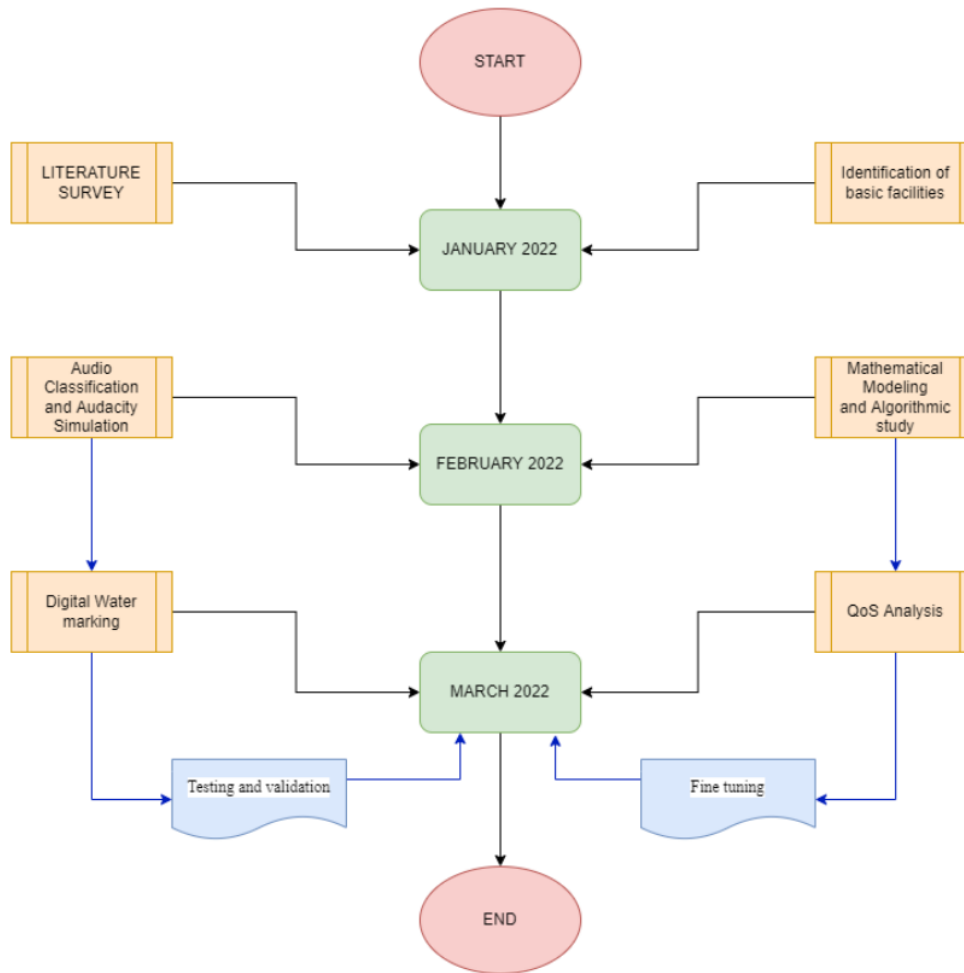 START
LITERATURE
SURVEY
Identification of
basic facilities
JANUARY 2022
Audio
Classification
and Audacity
Simulation
Mathematical
Modeling
and Algorithmic
study
FEBRUARY 2022
Digital Water
marking
QoS Analysis
MARCH 2022
Testing and validation
Fine tuning
END